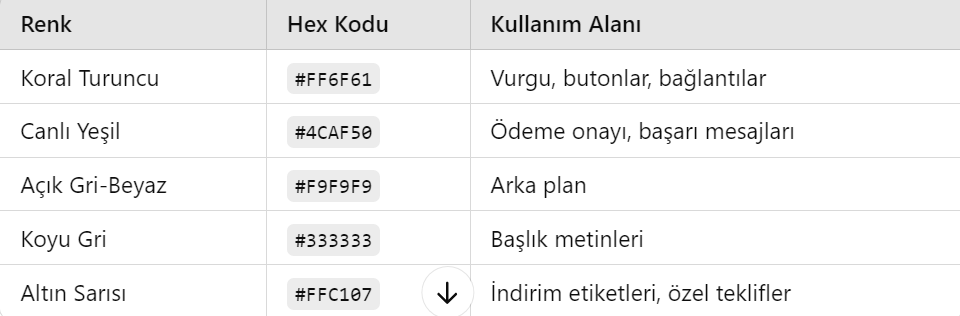 Renk Hex Kodu Kullanım Alanı
Koral Turuncu #FF6F61 Vurgu, butonlar, bağlantılar
Canlı Yeşil #4CAF50 Ödeme onayı, başarı mesajları
Açık Gri-Beyaz #F9F9F9 Arka plan
Koyu Gri #333333 Başlık metinleri
Altın Sarısı #FFC107 İndirim etiketleri, özel teklifler